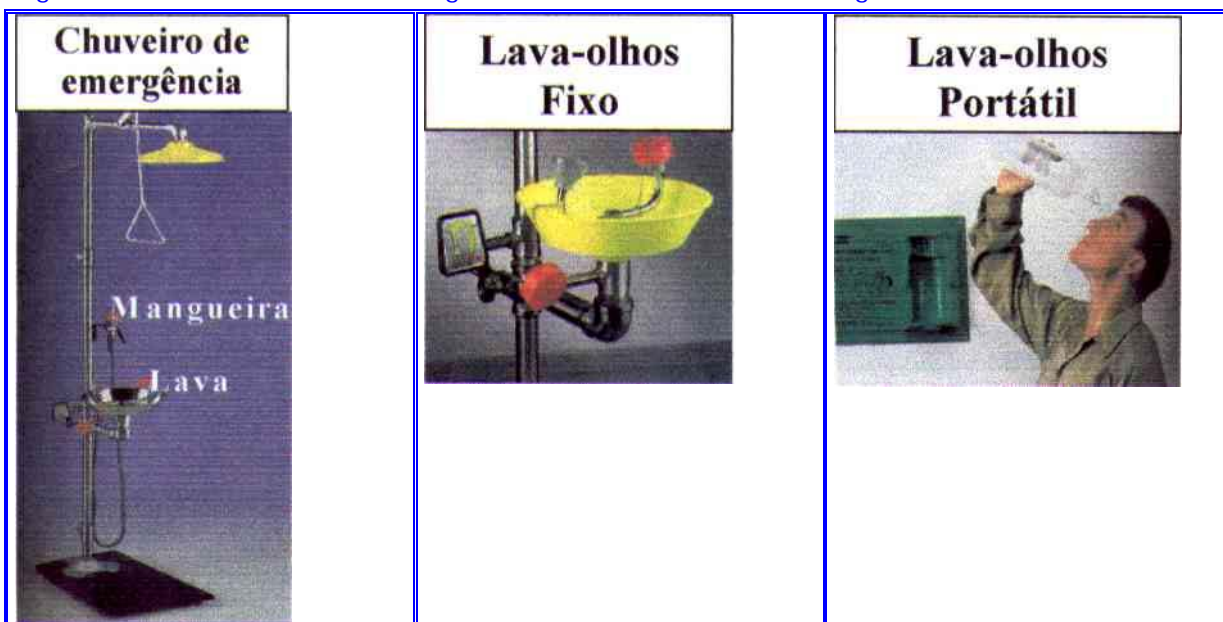 Chuveiro de
emergência
Mangueira
Lava
Lava-olhos
Fixo
Lava-olhos
Portátil